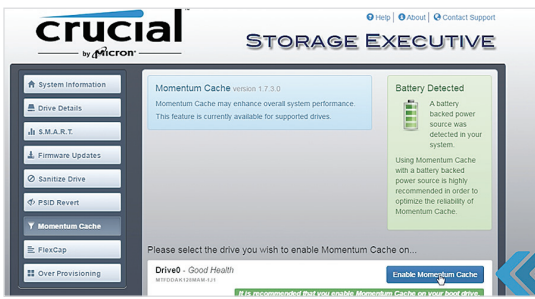 crucial
by Micron
Help | About | Contact Support
STORAGE EXECUTIVE
System Information
Drive Details
S.M.A.R.T.
Firmware Updates
Sanitize Drive
PSID Revert
Momentum Cache
FlexCap
Over Provisioning
Momentum Cache version 1.7.3.0
Momentum Cache may enhance overall system performance.
This feature is currently available for supported drives.
Battery Detected
A battery
backed power
source was
detected in your
system.
Using Momentum Cache
with a battery backed
power source is highly
recommended in order to
optimize the reliability of
Momentum Cache.
Please select the drive you wish to enable Momentum Cache on...
Drive0 - Good Health
MTFDDAK128MAM-1J1
Enable Momentum Cache
It is recommended that you enable Momentum Cache on your boot drive.